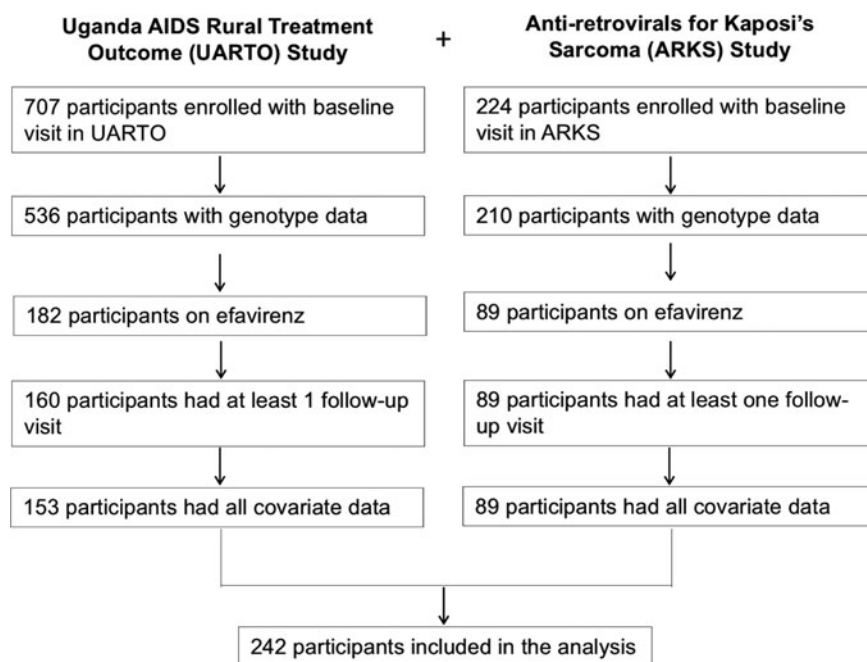 Uganda AIDS Rural Treatment
Outcome (UARTO) Study
+
Anti-retrovirals for Kaposi's
Sarcoma (ARKS) Study
707 participants enrolled with baseline
visit in UARTO
224 participants enrolled with baseline
visit in ARKS
536 participants with genotype data
210 participants with genotype data
182 participants on efavirenz
89 participants on efavirenz
160 participants had at least 1 follow-up
visit
89 participants had at least one follow-
up visit
153 participants had all covariate data
89 participants had all covariate data
242 participants included in the analysis